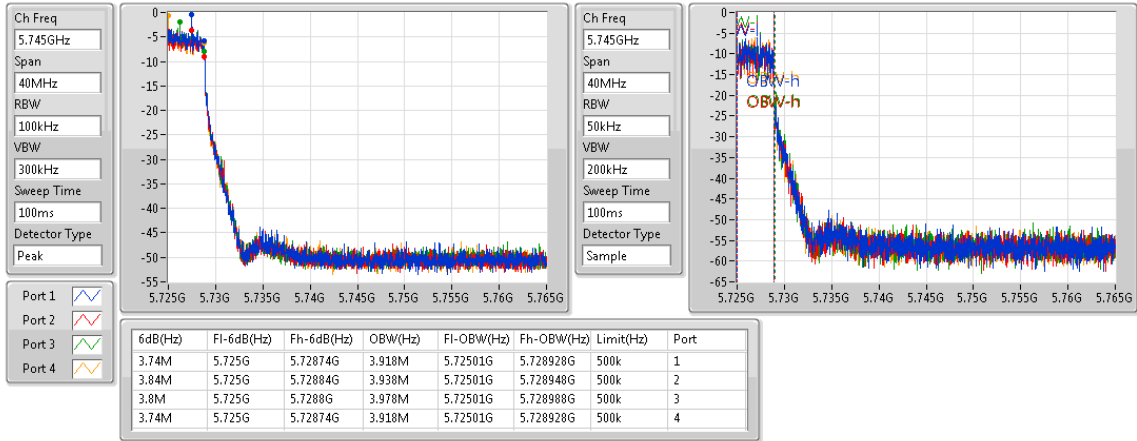 Ch Freq
5.745GHz
Span
40MHz
RBW
100kHz
VBW
300kHz
Sweep Time
100ms
Detector Type
Peak
Port 1
Port 2
Port 3
Port 4
0
-5
-10
-15
-20
-25
-30
-35
-40
-45
-50
-55
5.725G 5.73G 5.735G 5.74G 5.745G 5.75G 5.755G 5.76G 5.765G
Ch Freq
5.745GHz
Span
40MHz
RBW
50kHz
VBW
200kHz
Sweep Time
100ms
Detector Type
Sample
0
-5
-10
-15
-20
-25
-30
-35
-40
-45
-50
-55
-60
-65
OBW-h
OBW-h
5.725G 5.73G 5.735G 5.74G 5.745G 5.75G 5.755G 5.76G 5.765G
6dB(Hz) Fl-6dB(Hz) Fh-6dB(Hz) OBW(Hz) Fl-OBW(Hz) Fh-OBW(Hz) Limit(Hz) Port
3.74M 5.725G 5.72874G 3.918M 5.72501G 5.728928G 500k 1
3.84M 5.725G 5.72884G 3.938M 5.72501G 5.728948G 500k 2
3.8M 5.725G 5.7288G 3.978M 5.72501G 5.728988G 500k 3
3.74M 5.725G 5.72874G 3.918M 5.72501G 5.728928G 500k 4